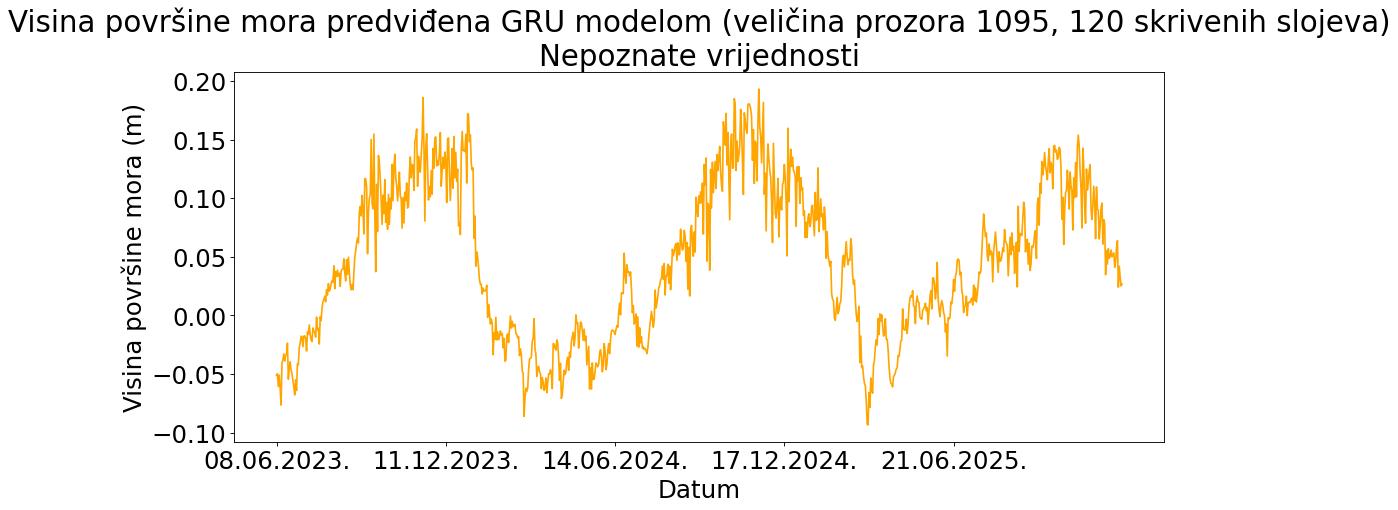 Visina površine mora predviđena GRU modelom (veličina prozora 1095, 120 skrivenih slojeva)
Nepoznate vrijednosti
Visina površine mora (m)
0.20
0.15
0.10
0.05
0.00
−0.05
−0.10
08.06.2023. 11.12.2023. 14.06.2024. 17.12.2024. 21.06.2025.
Datum